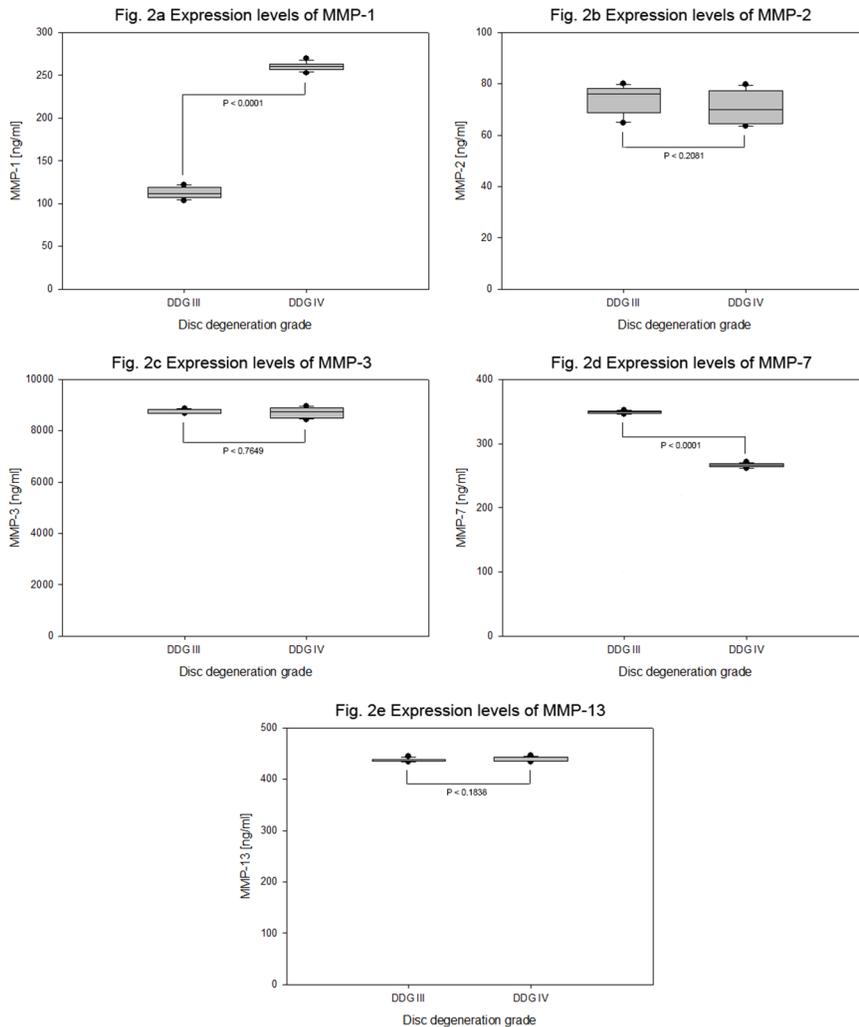 Fig. 2a Expression levels of MMP-1
MMP-1 [ng/ml]
300
250
200
150
100
50
0
P < 0.0001
DDG III DDG IV
Disc degeneration grade
Fig. 2b Expression levels of MMP-2
MMP-2 [ng/ml]
100
80
60
40
20
0
P < 0.2081
DDG III DDG IV
Disc degeneration grade
Fig. 2c Expression levels of MMP-3
MMP-3 [ng/ml]
10000
8000
6000
4000
2000
0
P < 0.7649
DDG III DDG IV
Disc degeneration grade
Fig. 2d Expression levels of MMP-7
MMP-7 [ng/ml]
400
300
200
100
0
P < 0.0001
DDG III DDG IV
Disc degeneration grade
Fig. 2e Expression levels of MMP-13
MMP-13 [ng/ml]
500
400
300
200
100
0
P < 0.1838
DDG III DDG IV
Disc degeneration grade